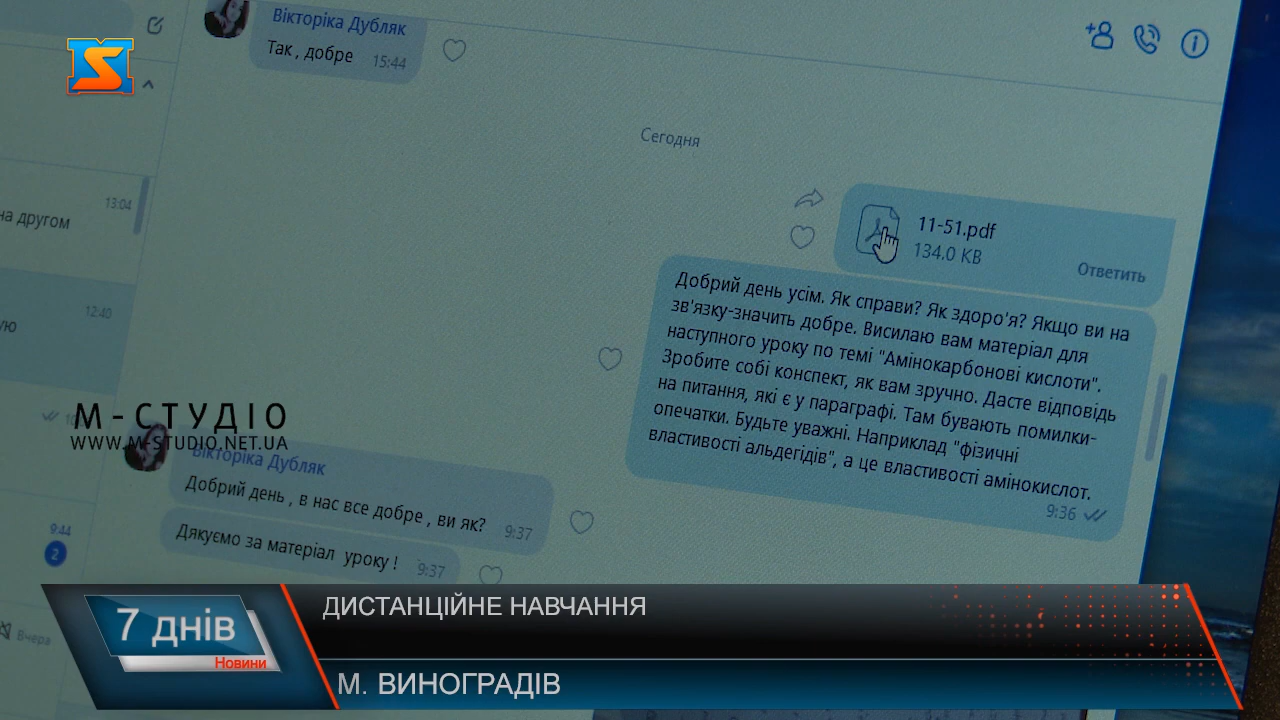 Вікторіка Дубляк
Так , добре 15:44
Сегодня
13:04
на другом
12:40
ую
11-51.pdf
134.0 KB
Ответить
Добрий день усім. Як справи? Як здоро'я? Якщо ви на
зв'язку-значить добре. Висилаю вам матеріал для
наступного уроку по темі "Амінокарбонові кислоти".
Зробите собі конспект, як вам зручно. Дасте відповідь
на питання, які є у параграфі. Там бувають помилки-
опечатки. Будьте уважні. Наприклад "фізичні
властивості альдегідів", а це властивості амінокислот.
9:36
М-СТУДІО
WWW.M-STUDIO.NET.UA
Вікторіка Дубляк
Добрий день , в нас все добре , ви як? 9:37
Дякуємо за матеріал уроку ! 9:37
9:44
2
Вчера
7 днів
Новини
ДИСТАНЦІЙНЕ НАВЧАННЯ
М. ВИНОГРАДІВ